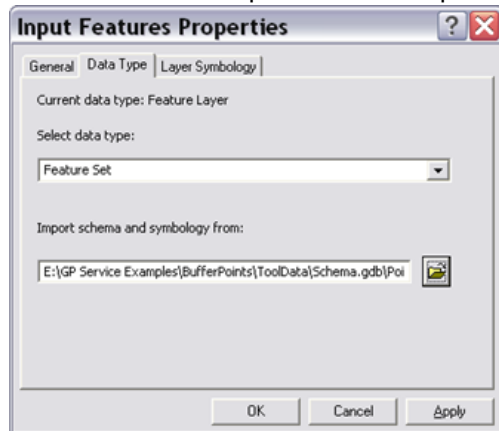 Input Features Properties
General Data Type Layer Symbology
Current data type: Feature Layer
Select data type:
Feature Set
Import schema and symbology from:
E:\GP Service Examples\BufferPoints\ToolData\Schema.gdb\Poi
OK Cancel Apply